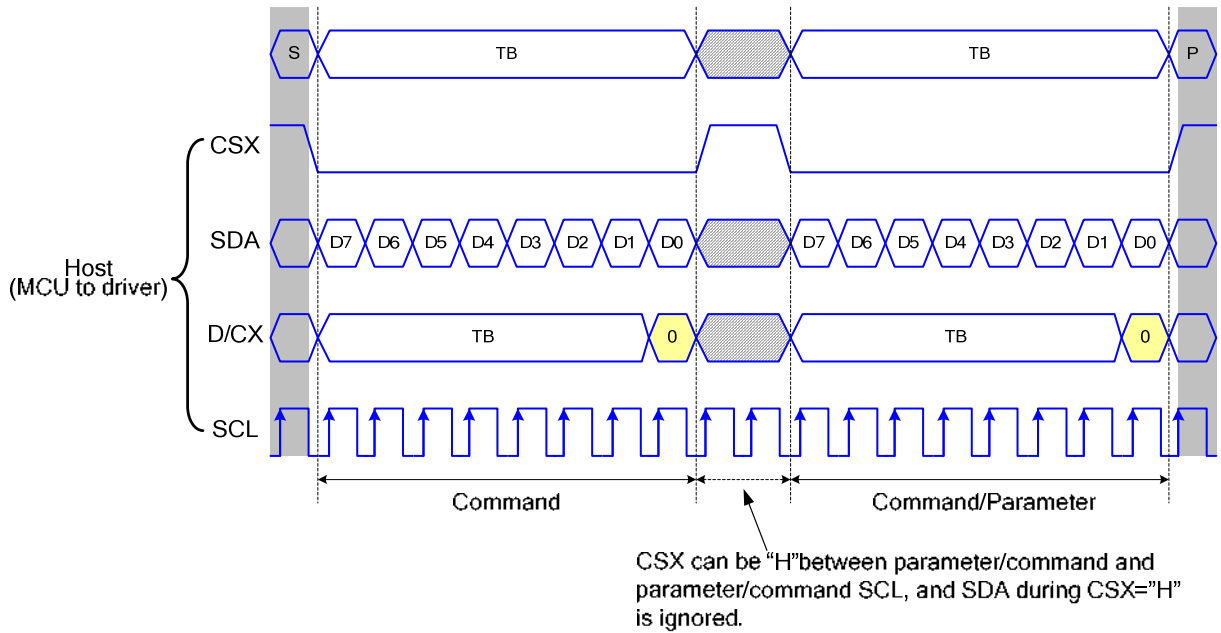 S TB TB P
CSX
SDA D7 D6 D5 D4 D3 D2 D1 D0 D7 D6 D5 D4 D3 D2 D1 D0
Host
(MCU to driver)
D/CX TB 0 TB 0
SCL
Command Command/Parameter
CSX can be “H”between parameter/command and
parameter/command SCL, and SDA during CSX=”H”
is ignored.